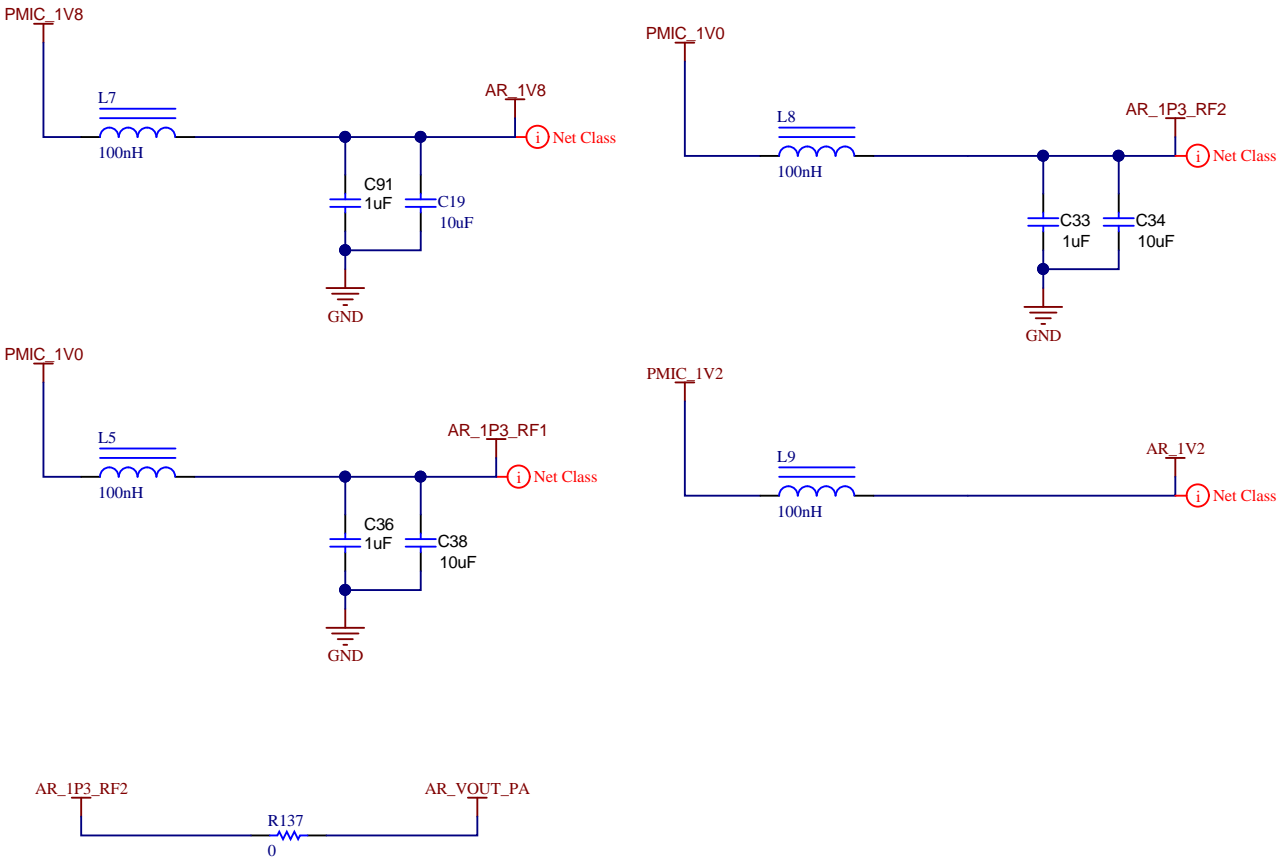 PMIC_1V8
L7
100nH
AR_1V8
i Net Class
C91
1uF
C19
10uF
GND
PMIC_1V0
L8
100nH
AR_1P3_RF2
i Net Class
C33
1uF
C34
10uF
GND
PMIC_1V0
L5
100nH
AR_1P3_RF1
i Net Class
C36
1uF
C38
10uF
GND
PMIC_1V2
L9
100nH
AR_1V2
i Net Class
AR_1P3_RF2
R137
0
AR_VOUT_PA